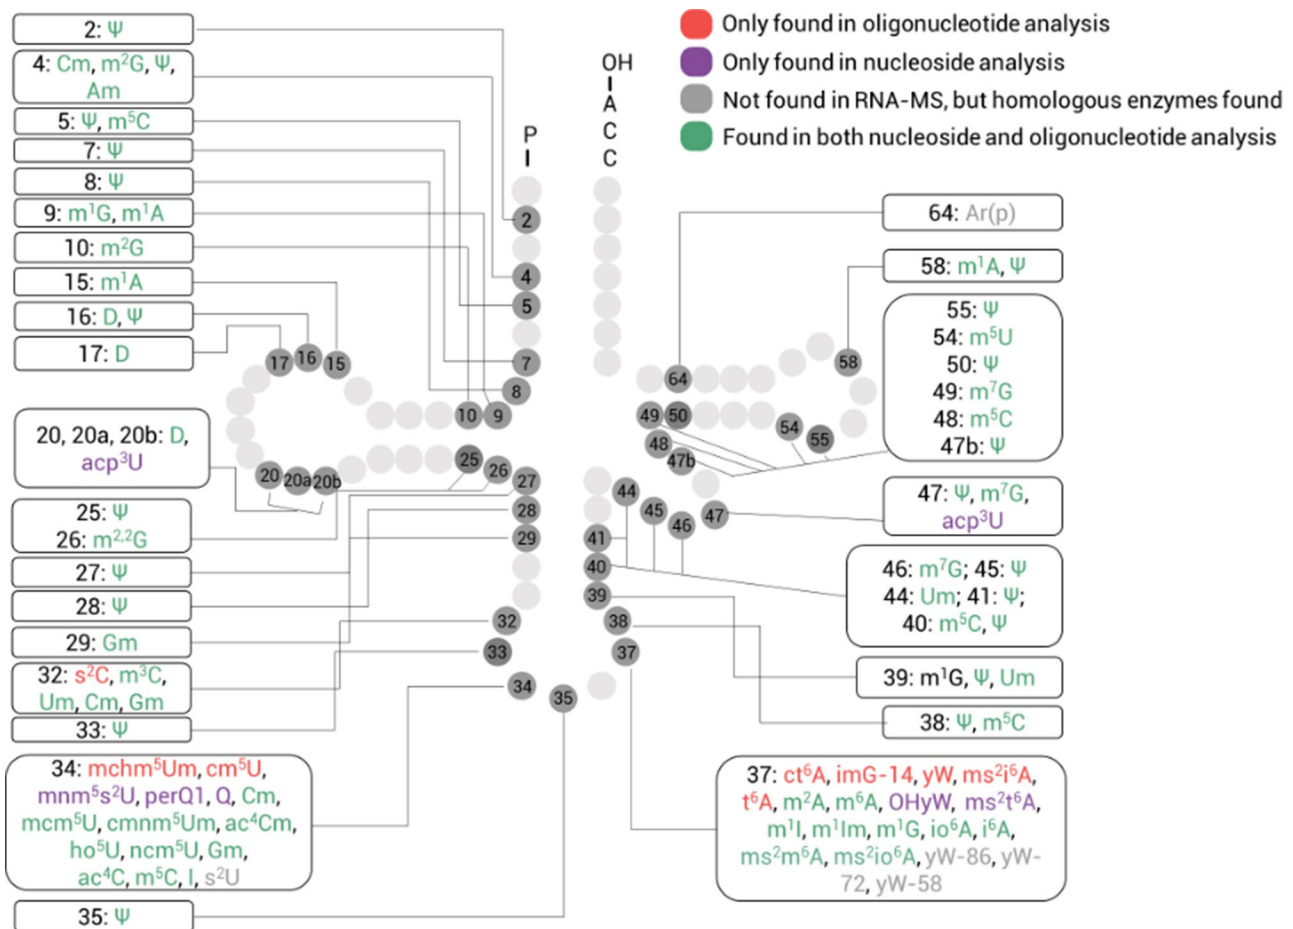 2: Ψ
4: Cm, m²G, Ψ,
Am
5: Ψ, m⁵C
7: Ψ
8: Ψ
9: m¹G, m¹A
10: m²G
15: m¹A
16: D, Ψ
17: D
20, 20a, 20b: D,
acp³U
25: Ψ
26: m²,²G
27: Ψ
28: Ψ
29: Gm
32: s²C, m³C,
Um, Cm, Gm
33: Ψ
34: mchm⁵Um, cm⁵U,
mnm⁵s²U, perQ1, Q, Cm,
mcm⁵U, cmnm⁵Um, ac⁴Cm,
ho⁵U, ncm⁵U, Gm,
ac⁴C, m⁵C, I, s²U
35: Ψ
P
OH
A
C
C
2
4
5
7
8
9
10
15
16
17
20
20a
20b
25
26
27
28
29
32
33
34
35
37
38
39
40
41
44
45
46
47
47b
48
49
50
54
55
58
64
Only found in oligonucleotide analysis
Only found in nucleoside analysis
Not found in RNA-MS, but homologous enzymes found
Found in both nucleoside and oligonucleotide analysis
64: Ar(p)
58: m¹A, Ψ
55: Ψ
54: m⁵U
50: Ψ
49: m⁷G
48: m⁵C
47b: Ψ
47: Ψ, m⁷G,
acp³U
46: m⁷G; 45: Ψ
44: Um; 41: Ψ;
40: m⁵C, Ψ
39: m¹G, Ψ, Um
38: Ψ, m⁵C
37: ct⁶A, imG-14, yW, ms²i⁶A,
t⁶A, m²A, m⁶A, OHyW, ms²t⁶A,
m¹I, m¹Im, m¹G, io⁶A, i⁶A,
ms²m⁶A, ms²io⁶A, yW-86, yW-
72, yW-58